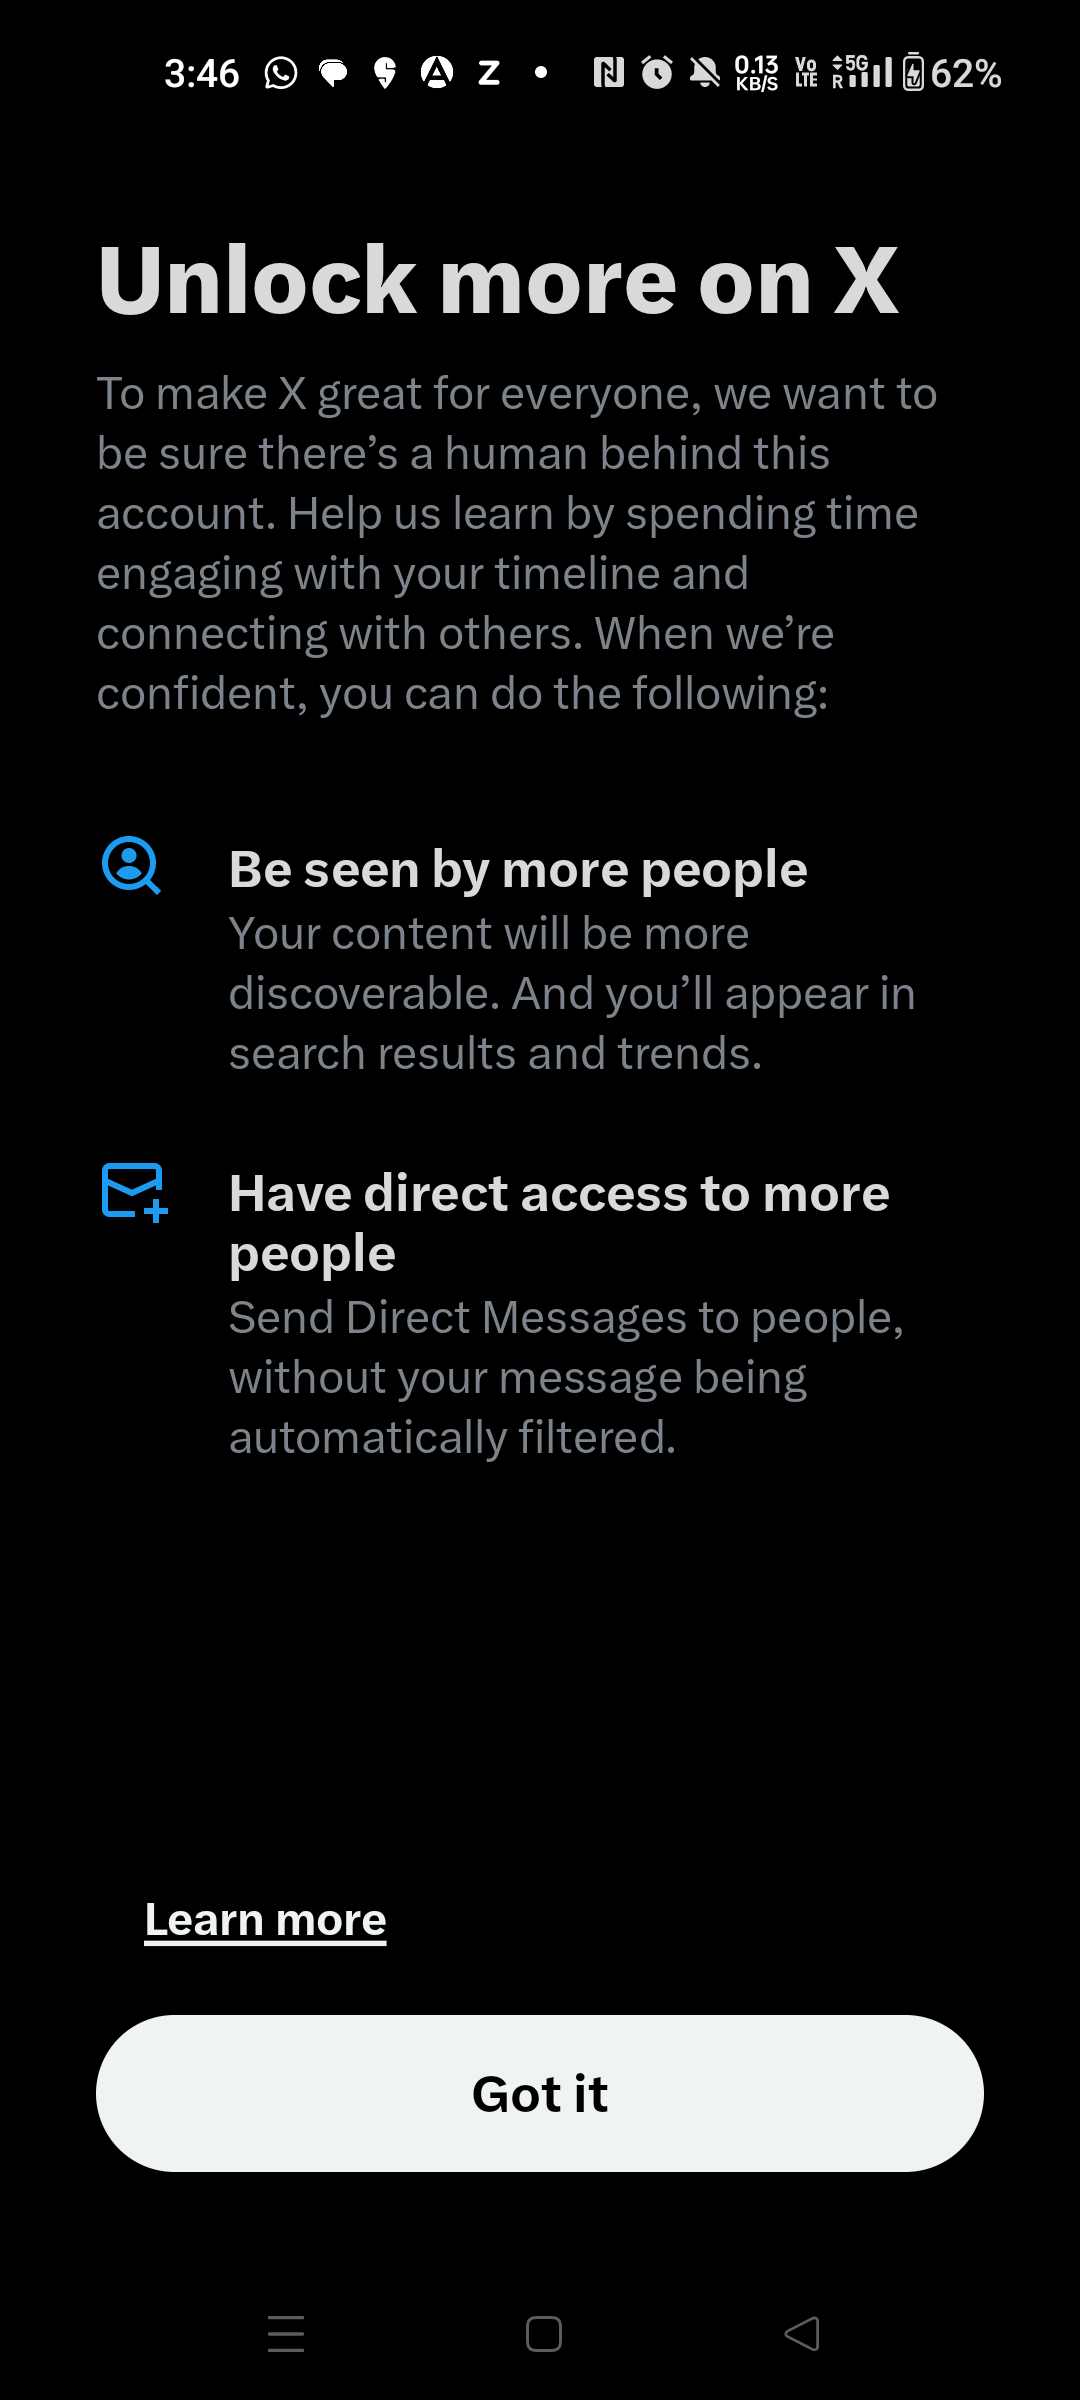 3:46 Z 0.13 KB/S Vo LTE 5G R 62%
Unlock more on X
To make X great for everyone, we want to
be sure there’s a human behind this
account. Help us learn by spending time
engaging with your timeline and
connecting with others. When we’re
confident, you can do the following:
Be seen by more people
Your content will be more
discoverable. And you’ll appear in
search results and trends.
Have direct access to more
people
Send Direct Messages to people,
without your message being
automatically filtered.
Learn more
Got it